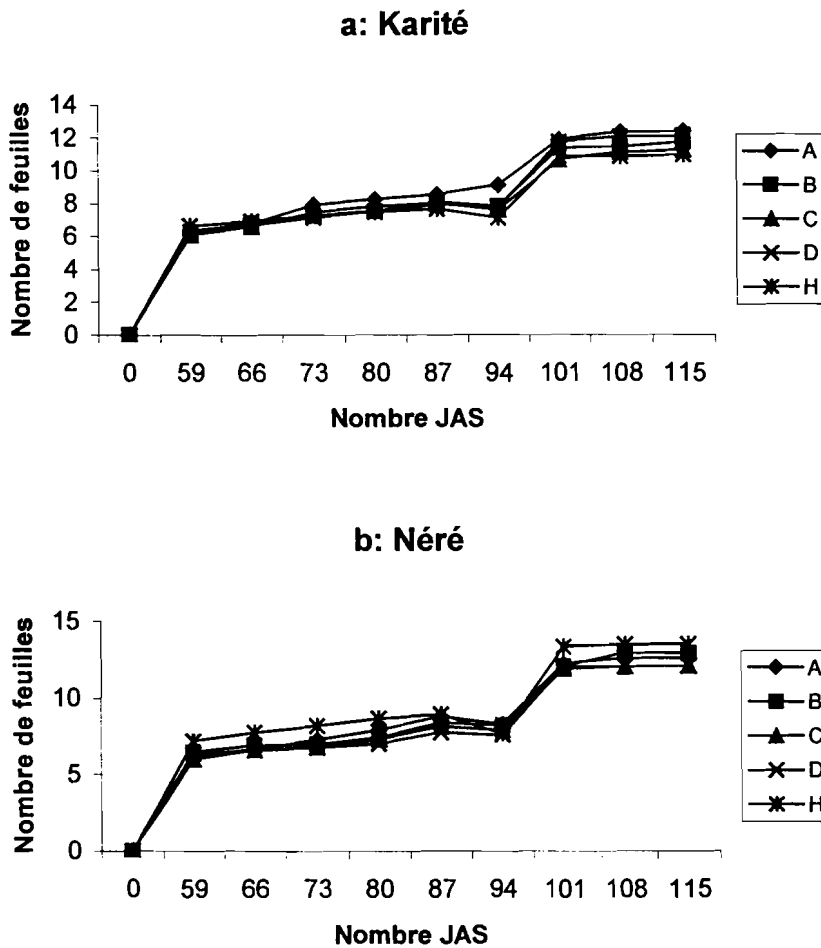 a: Karité
Nombre de feuilles
14
12
10
8
6
4
2
0
0 59 66 73 80 87 94 101 108 115
Nombre JAS
A
B
C
D
H
b: Néré
Nombre de feuilles
15
10
5
0
0 59 66 73 80 87 94 101 108 115
Nombre JAS
A
B
C
D
H